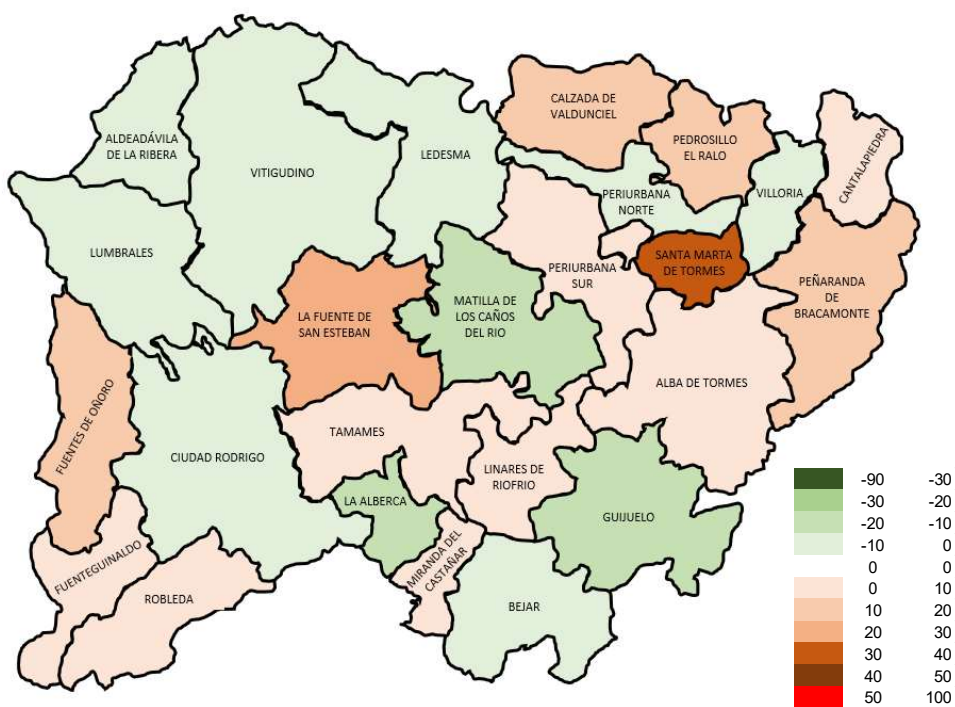 CALZADA DE
VALDUNCIEL
PEDROSILLO
EL RALO
CANTALAPIEDRA
ALDEADÁVILA
DE LA RIBERA
VITIGUDINO
LEDESMA
PERIURBANA
NORTE
VILLORIA
LUMBRALES
PERIURBANA
SUR
SANTA MARTA
DE TORMES
PEÑARANDA
DE
BRACAMONTE
LA FUENTE DE
SAN ESTEBAN
MATILLA DE
LOS CAÑOS
DEL RIO
ALBA DE TORMES
FUENTES DE OÑORO
CIUDAD RODRIGO
TAMAMES
LINARES DE
RIOFRIO
LA ALBERCA
GUIJUELO
FUENTEGUINALDO
MIRANDA DEL
CASTAÑAR
ROBLEDA
BEJAR
-90 -30
-30 -20
-20 -10
-10 0
0 0
0 10
10 20
20 30
30 40
40 50
50 100